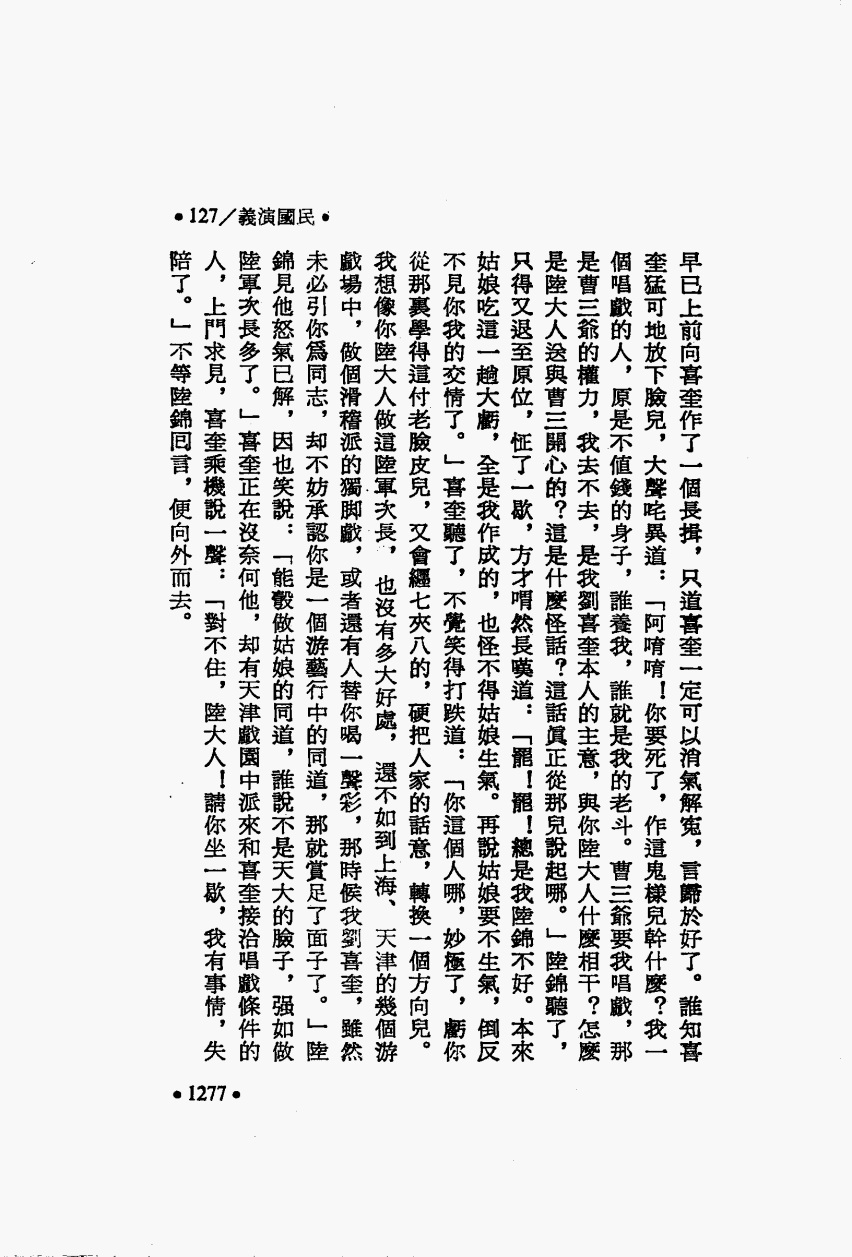 •127／義演國民•
早已上前向喜奎作了一個長揖，只道喜奎一定可以消氣解寃，言歸於好了。誰知喜
奎猛可地放下臉兒，大聲咤異道：「阿唷唷！你要死了，作這鬼樣兒幹什麼？我一
個唱戲的人，原是不值錢的身子，誰養我，誰就是我的老斗。曹三爺要我唱戲，那
是曹三爺的權力，我去不去，是我劉喜奎本人的主意，與你陸大人什麼相干？怎麼
是陸大人送與曹三開心的？這是什麼怪話？這話眞正從那兒說起哪。」陸錦聽了，
只得又退至原位，怔了一歇，方才喟然長嘆道：「罷！罷！總是我陸錦不好。本來
姑娘吃這一趟大虧，全是我作成的，也怪不得姑娘生氣。再說姑娘要不生氣，倒反
不見你我的交情了。」喜奎聽了，不覺笑得打跌道：「你這個人哪，妙極了，虧你
從那裏學得這付老臉皮兒，又會纏七夾八的，硬把人家的話意，轉換一個方向兒。
我想像你陸大人做這陸軍次長，也沒有多大好處，還不如到上海、天津的幾個游
戲場中，做個滑稽派的獨脚戲，或者還有人替你喝一聲彩，那時候我劉喜奎，雖然
未必引你爲同志，却不妨承認你是一個游藝行中的同道，那就賞足了面子了。」陸
錦見他怒氣已解，因也笑說：「能彀做姑娘的同道，誰說不是天大的臉子，强如做
陸軍次長多了。」喜奎正在沒奈何他，却有天津戲園中派來和喜奎接洽唱戲條件的
人，上門求見，喜奎乘機說一聲：「對不住，陸大人！請你坐一歇，我有事情，失
陪了。」不等陸錦回言，便向外而去。
•1277•